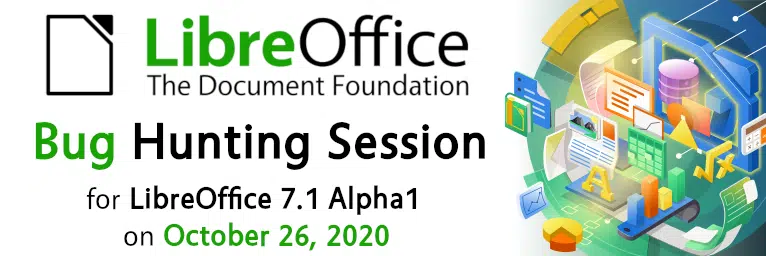 LibreOffice
The Document Foundation
Bug Hunting Session
for LibreOffice 7.1 Alpha1
on October 26, 2020